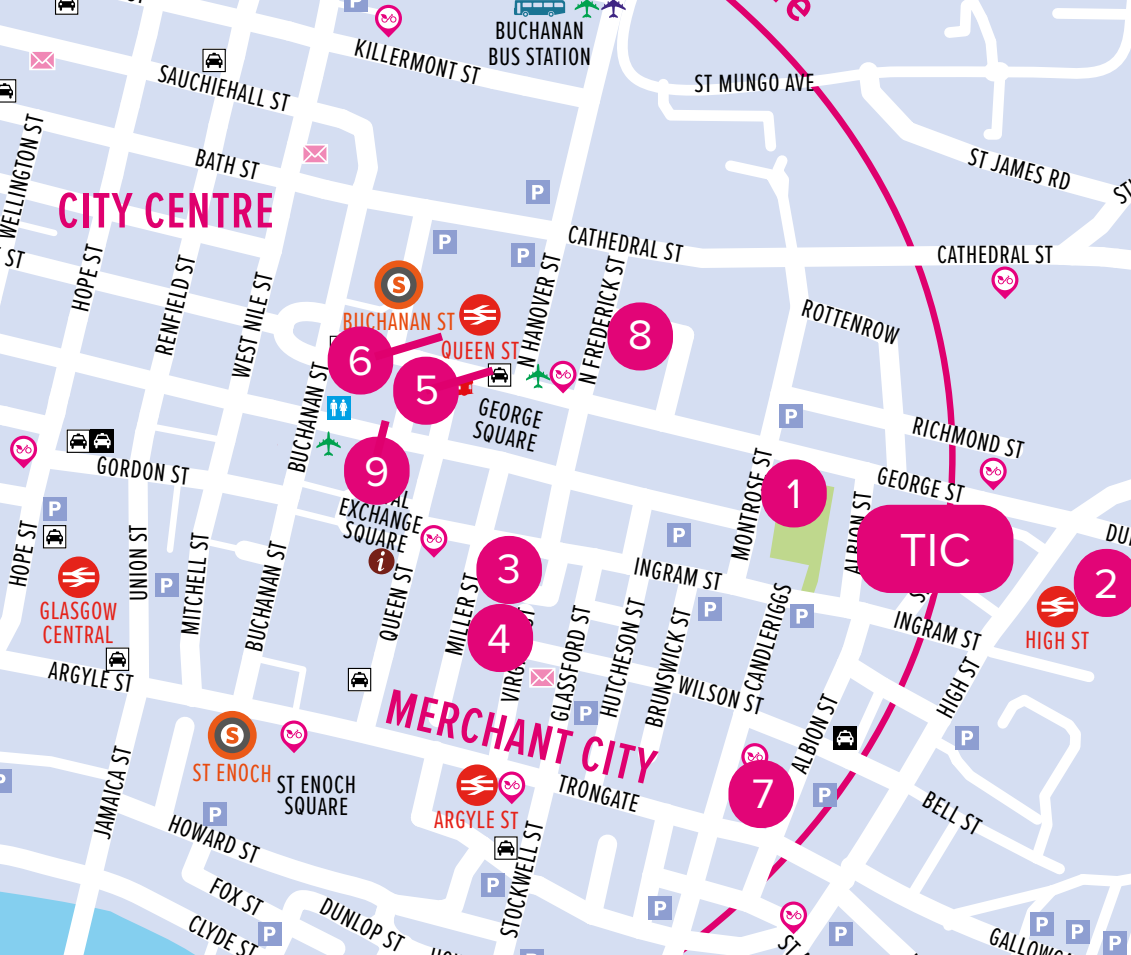 BUCHANAN
BUS STATION
KILLERMONT ST
SAUCHIEHALL ST
ST MUNGO AVE
BATH ST
ST JAMES RD
WELLINGTON ST
CITY CENTRE
P
P
P
P
CATHEDRAL ST
CATHEDRAL ST
ST
HOPE ST
RENFIELD ST
WEST NILE ST
S
BUCHANAN ST
QUEEN ST
N HANOVER ST
N FREDERICK ST
8
ROTTENROW
6
5
GEORGE
SQUARE
BUCHANAN ST
P
RICHMOND ST
GORDON ST
9
EXCHANGE
SQUARE
i
MONTROSE ST
1
GEORGE ST
ALBION ST
TIC
P
HOPE ST
UNION ST
MITCHELL ST
BUCHANAN ST
QUEEN ST
MILLER ST
3
4
P
INGRAM ST
P
P
2
HIGH ST
INGRAM ST
GLASGOW
CENTRAL
P
ARGYLE ST
GLASSFORD ST
HUTCHESON ST
BRUNSWICK ST
CANDLERIGGS
WILSON ST
P
MERCHANT CITY
HIGH ST
ALBION ST
P
S
ST ENOCH
ST ENOCH
SQUARE
ARGYLE ST
TRONGATE
7
P
BELL ST
JAMAICA ST
P
P
HOWARD ST
FOX ST
CLYDE ST
P
DUNLOP ST
STOCKWELL ST
P
P
P
P
P
P